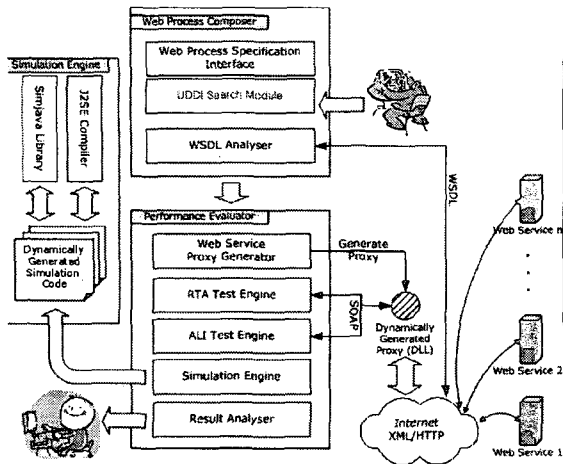 Web Process Composer
Web Process Specification
Interface
UDDI Search Module
WSDL Analyser
Simulation Engine
Simjava Library
J2SE Compiler
Dynamically
Generated
Simulation
Code
Performance Evaluator
Web Service
Proxy Generator
RTA Test Engine
ALI Test Engine
Simulation Engine
Result Analyser
Generate
Proxy
SOAP
Dynamically
Generated
Proxy (DLL)
WSDL
Internet
XML/HTTP
Web Service n
Web Service 2
Web Service 1